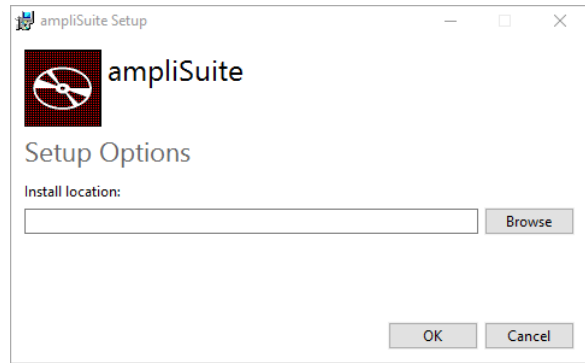 ampliSuite Setup
ampliSuite
Setup Options
Install location:
Browse
OK Cancel